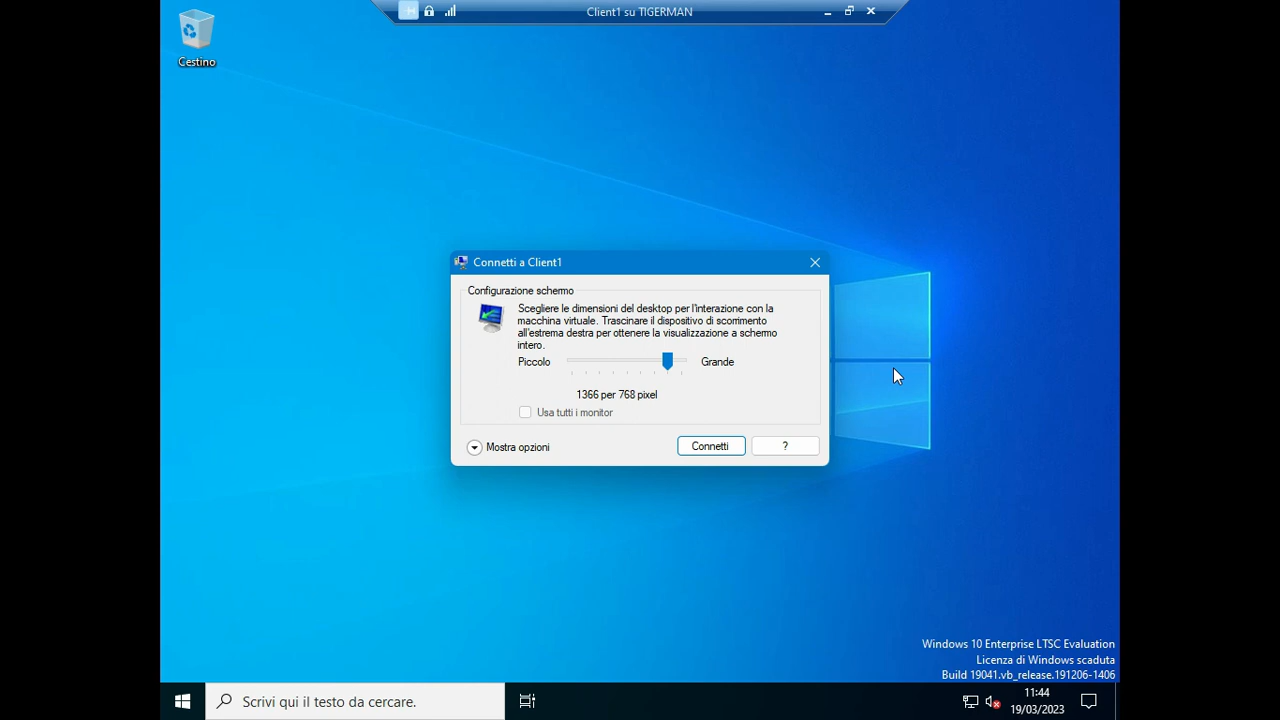 Client1 su TIGERMAN
Cestino
Connetti a Client1
Configurazione schermo
Scegliere le dimensioni del desktop per l'interazione con la
macchina virtuale. Trascinare il dispositivo di scorrimento
all'estrema destra per ottenere la visualizzazione a schermo
intero.
Piccolo
Grande
1366 per 768 pixel
Usa tutti i monitor
Mostra opzioni
Connetti
?
Windows 10 Enterprise LTSC Evaluation
Licenza di Windows scaduta
Build 19041.vb_release.191206-1406
Scrivi qui il testo da cercare.
11:44
19/03/2023